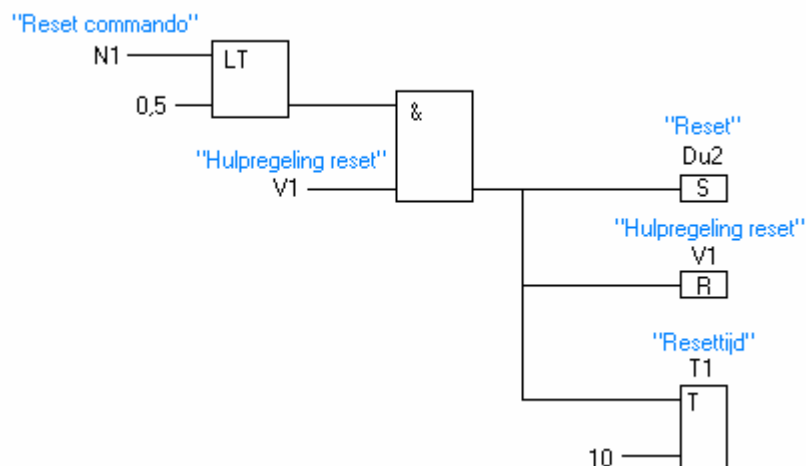 "Reset commando"
N1
LT
0,5
&
"Hulpregeling reset"
V1
"Reset"
Du2
S
"Hulpregeling reset"
V1
R
"Resettijd"
T1
T
10